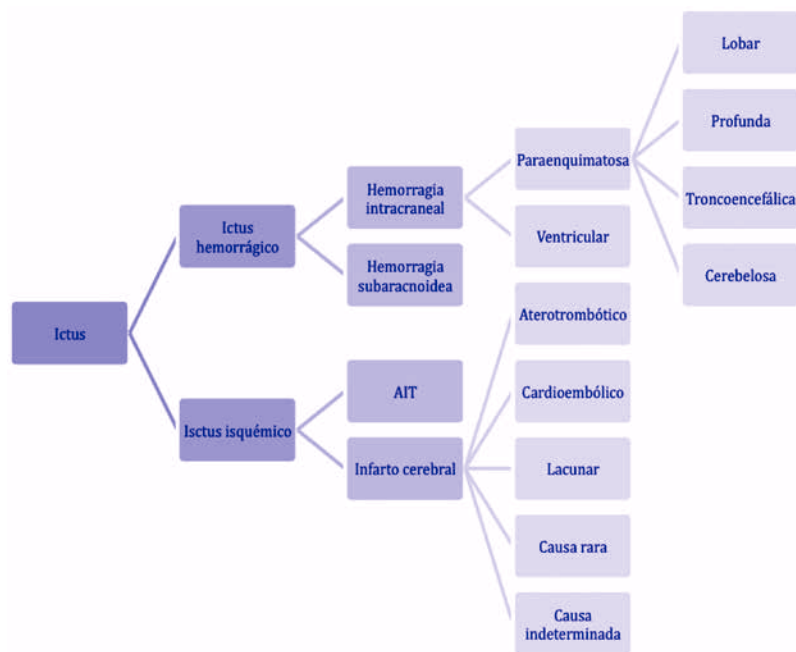 Ictus
Ictus
hemorrágico
Isctus isquémico
Hemorragia
intracraneal
Hemorragia
subaracnoidea
AIT
Infarto cerebral
Paraenquimatosa
Ventricular
Aterotrombótico
Cardioembólico
Lacunar
Causa rara
Causa
indeterminada
Lobar
Profunda
Troncoencefálica
Cerebelosa